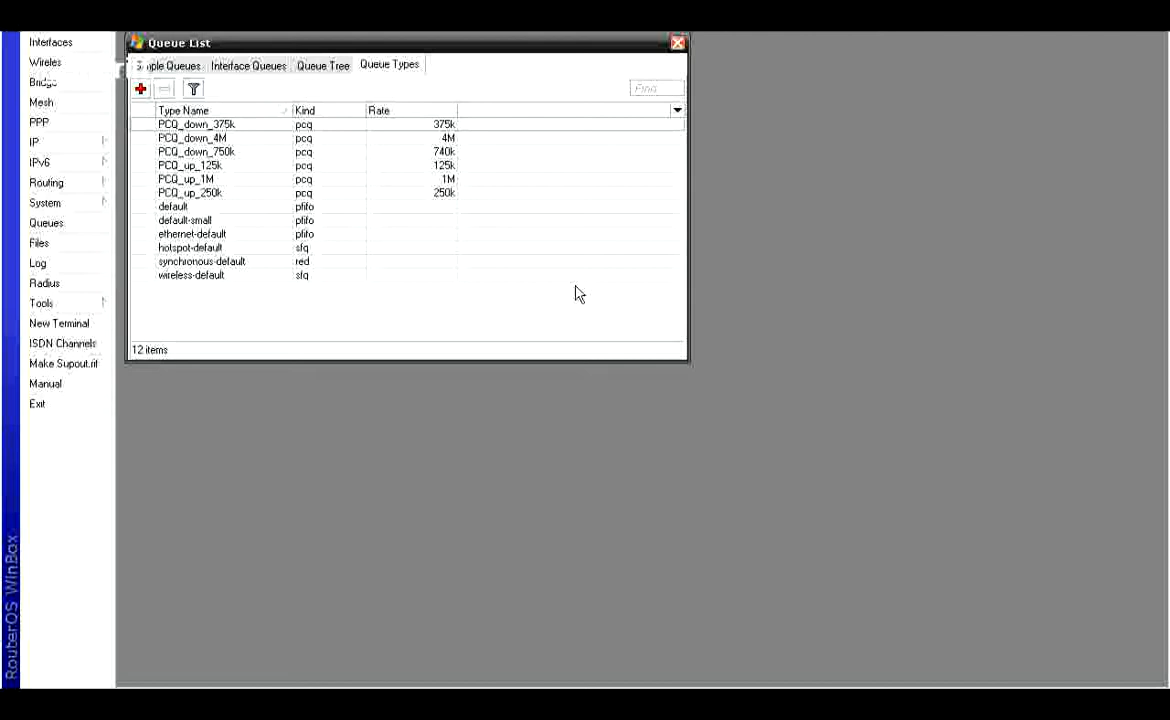 Queue List
Interfaces
Wireles
Bridge
Mesh
PPP
IP
IPv6
Routing
System
Queues
Files
Log
Radius
Tools
New Terminal
ISDN Channels
Make Supout.rif
Manual
Exit
RouterOS WinBox
Interface Queues Queue Tree Queue Types
Find
Type Name Kind Rate
PCQ_down_375k pcq 375k
PCQ_down_4M pcq 4M
PCQ_down_750k pcq 740k
PCQ_up_125k pcq 125k
PCQ_up_1M pcq 1M
PCQ_up_250k pcq 250k
default pfifo
default-small pfifo
ethernet-default pfifo
hotspot-default sfq
synchronous-default red
wireless-default sfq
12 items